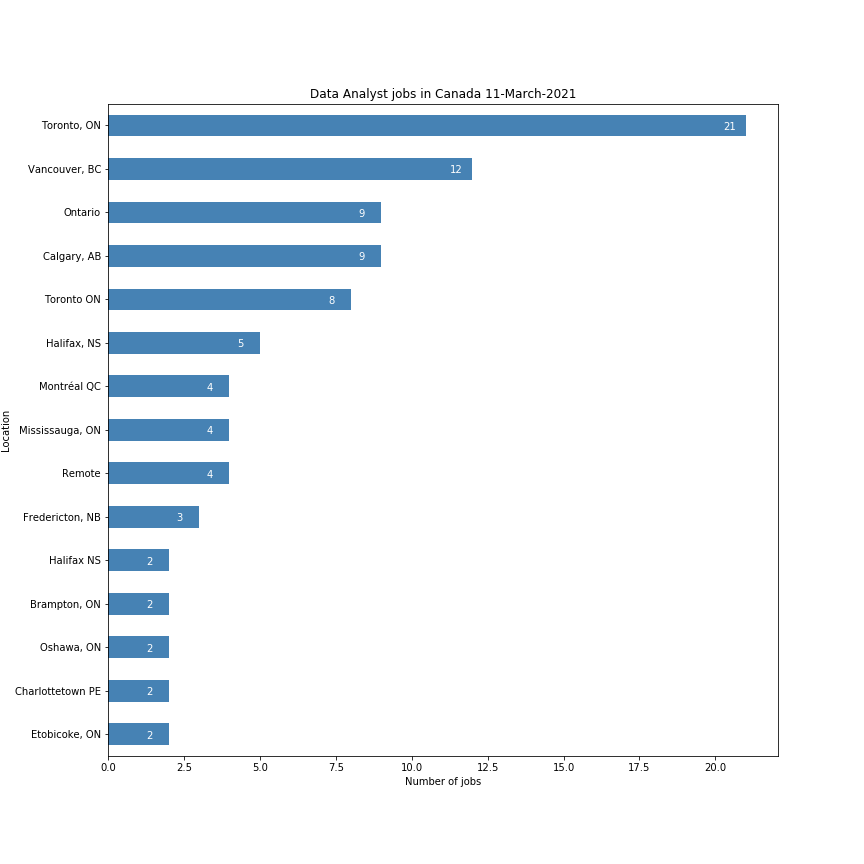 Data Analyst jobs in Canada 11-March-2021
Toronto, ON 21
Vancouver, BC 12
Ontario 9
Calgary, AB 9
Toronto ON 8
Halifax, NS 5
Montréal QC 4
Mississauga, ON 4
Remote 4
Fredericton, NB 3
Halifax NS 2
Brampton, ON 2
Oshawa, ON 2
Charlottetown PE 2
Etobicoke, ON 2
Location
0.0 2.5 5.0 7.5 10.0 12.5 15.0 17.5 20.0
Number of jobs